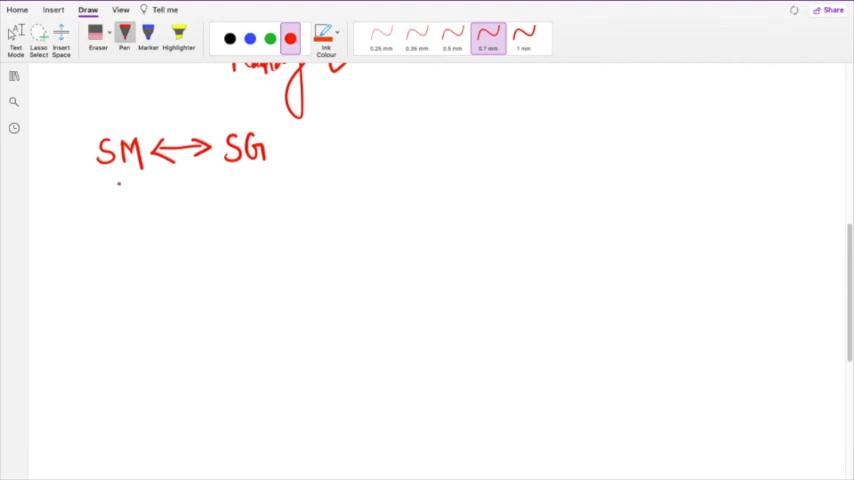 Home Insert Draw View Tell me Share
Text Mode Lasso Select Insert Space Eraser Pen Marker Highlighter Ink Colour 0.25 mm 0.35 mm 0.5 mm 0.7 mm 1 mm
SM ↔ SG